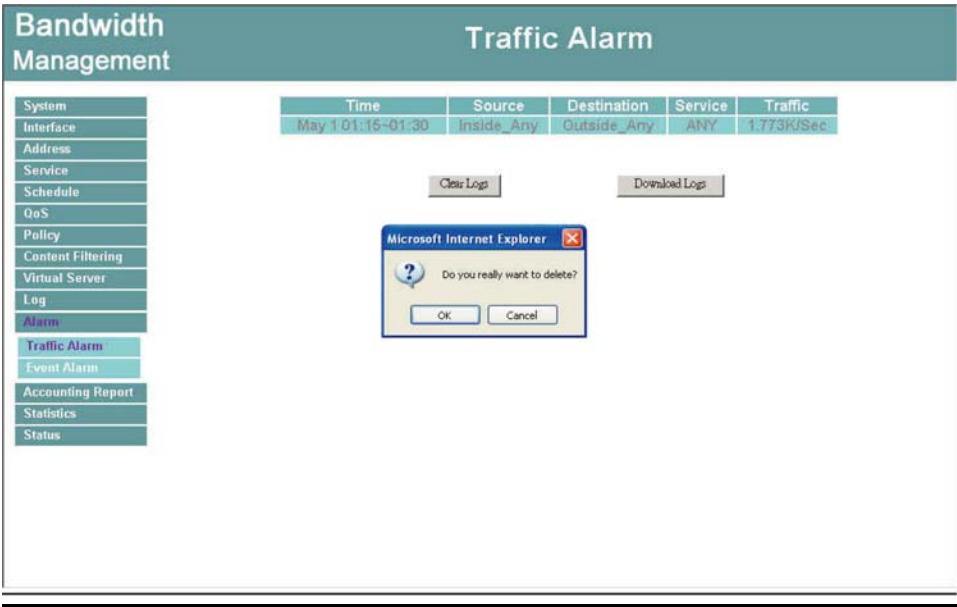 Bandwidth
Management
Traffic Alarm
System
Interface
Address
Service
Schedule
QoS
Policy
Content Filtering
Virtual Server
Log
Alarm
Traffic Alarm
Event Alarm
Accounting Report
Statistics
Status
Time Source Destination Service Traffic
May 1 01:15~01:30 Inside_Any Outside_Any ANY 1.773K/Sec
Clear Logs Download Logs
Microsoft Internet Explorer
Do you really want to delete?
OK Cancel